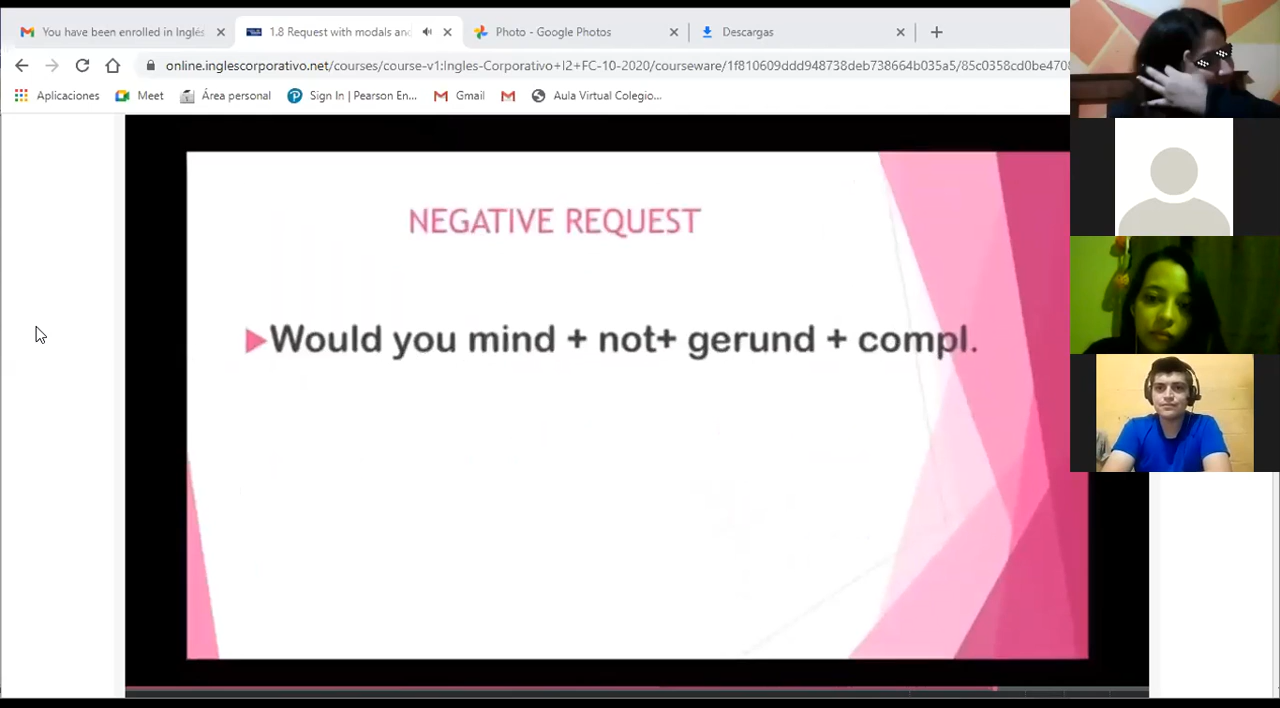 You have been enrolled in Inglés
1.8 Request with modals and
Photo - Google Photos
Descargas
online.inglescorporativo.net/courses/course-v1:Ingles-Corporativo+I2+FC-10-2020/courseware/1f810609ddd948738deb738664b035a5/85c0358cd0be4708
Aplicaciones
Meet
Área personal
Sign In | Pearson En...
Gmail
Aula Virtual Colegio...
NEGATIVE REQUEST
Would you mind + not+ gerund + compl.